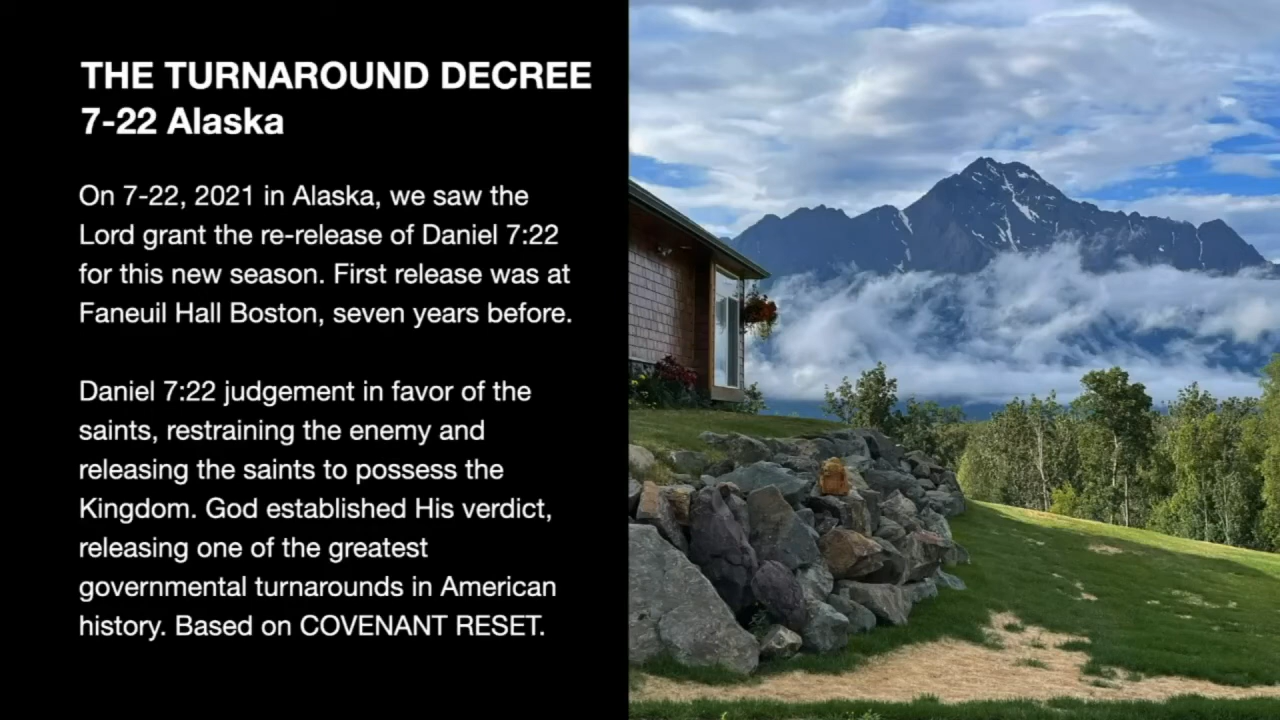 THE TURNAROUND DECREE
7-22 Alaska
On 7-22, 2021 in Alaska, we saw the
Lord grant the re-release of Daniel 7:22
for this new season. First release was at
Faneuil Hall Boston, seven years before.
Daniel 7:22 judgement in favor of the
saints, restraining the enemy and
releasing the saints to possess the
Kingdom. God established His verdict,
releasing one of the greatest
governmental turnarounds in American
history. Based on COVENANT RESET.